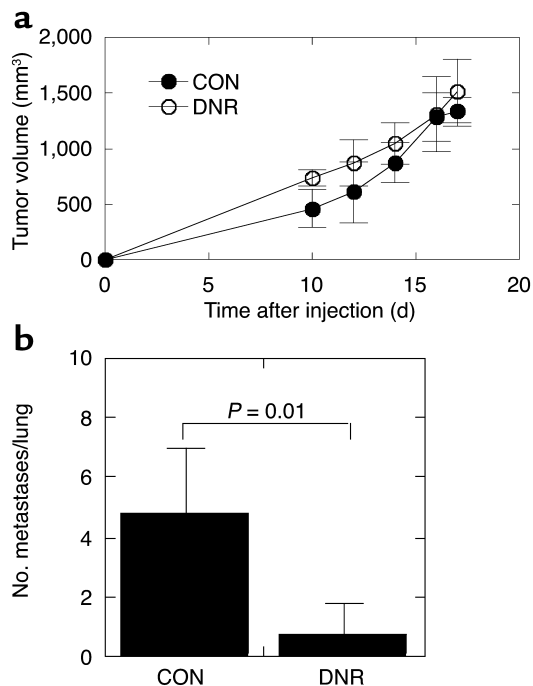 a
2,000
1,500
1,000
500
0
Tumor volume (mm³)
CON
DNR
0 5 10 15 20
Time after injection (d)
b
10
8
6
4
2
0
No. metastases/lung
P = 0.01
CON DNR